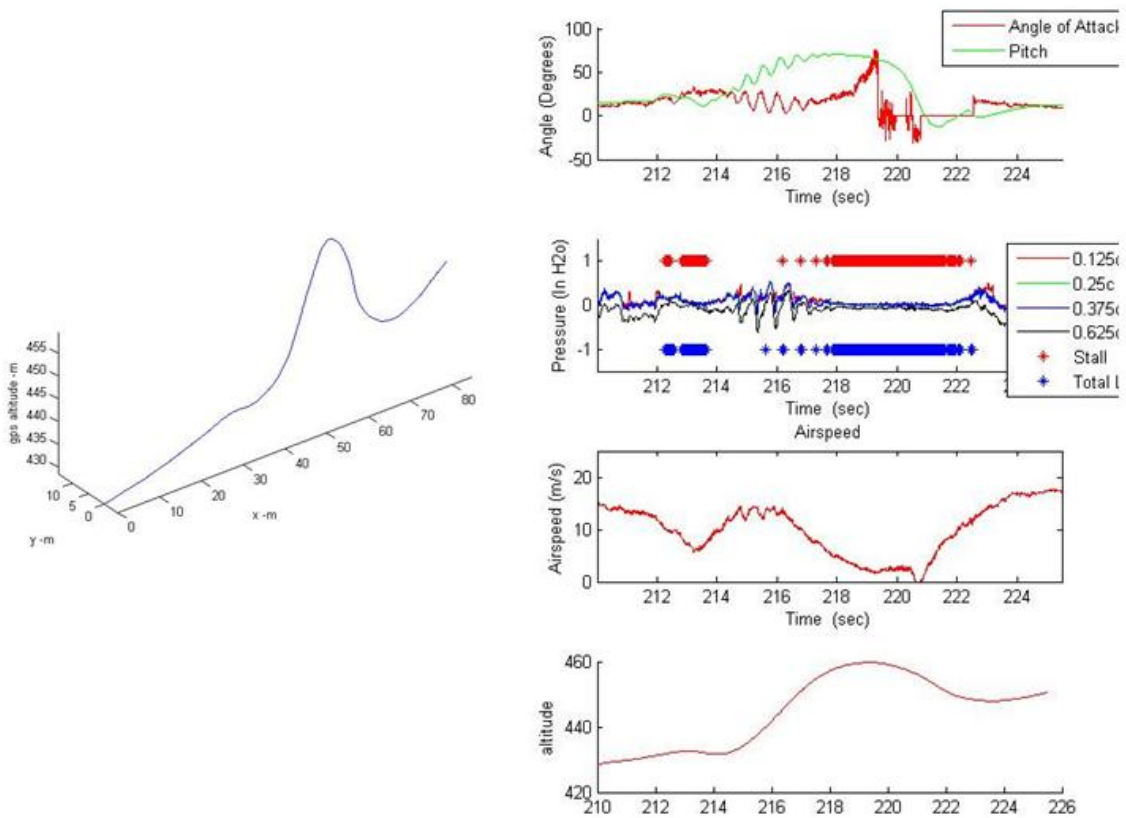 455
450
445
440
435
430
gps altitude -m
10
5
0
y -m
0
10
20
30
40
50
60
70
80
x -m
100
50
0
-50
Angle (Degrees)
Angle of Attack
Pitch
212 214 216 218 220 222 224
Time (sec)
1
0
-1
Pressure (In H2o)
0.125c
0.25c
0.375c
0.625c
Stall
Total L
212 214 216 218 220 222
Time (sec)
Airspeed
20
10
0
Airspeed (m/s)
212 214 216 218 220 222 224
Time (sec)
460
440
420
altitude
210 212 214 216 218 220 222 224 226